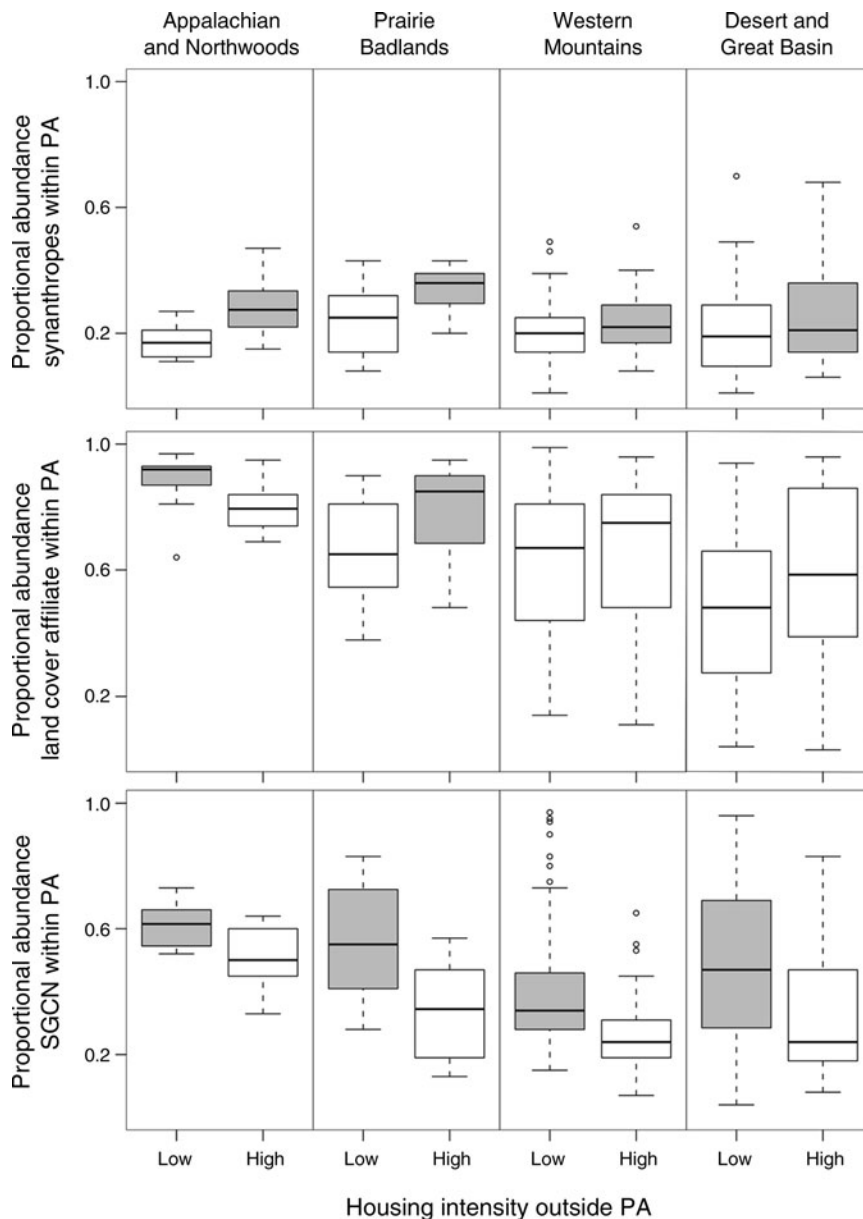 Appalachian
and Northwoods
Prairie
Badlands
Western
Mountains
Desert and
Great Basin
Proportional abundance
synanthropes within PA
1.0
0.6
0.2
Proportional abundance
land cover affiliate within PA
1.0
0.6
0.2
Proportional abundance
SGCN within PA
1.0
0.6
0.2
Low High Low High Low High Low High
Housing intensity outside PA